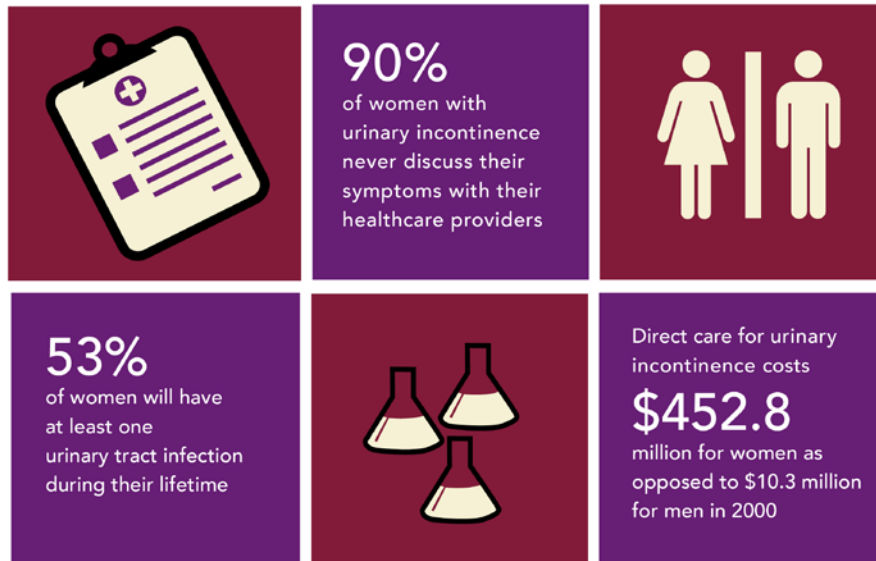 90%
of women with
urinary incontinence
never discuss their
symptoms with their
healthcare providers
53%
of women will have
at least one
urinary tract infection
during their lifetime
Direct care for urinary
incontinence costs
$452.8
million for women as
opposed to $10.3 million
for men in 2000